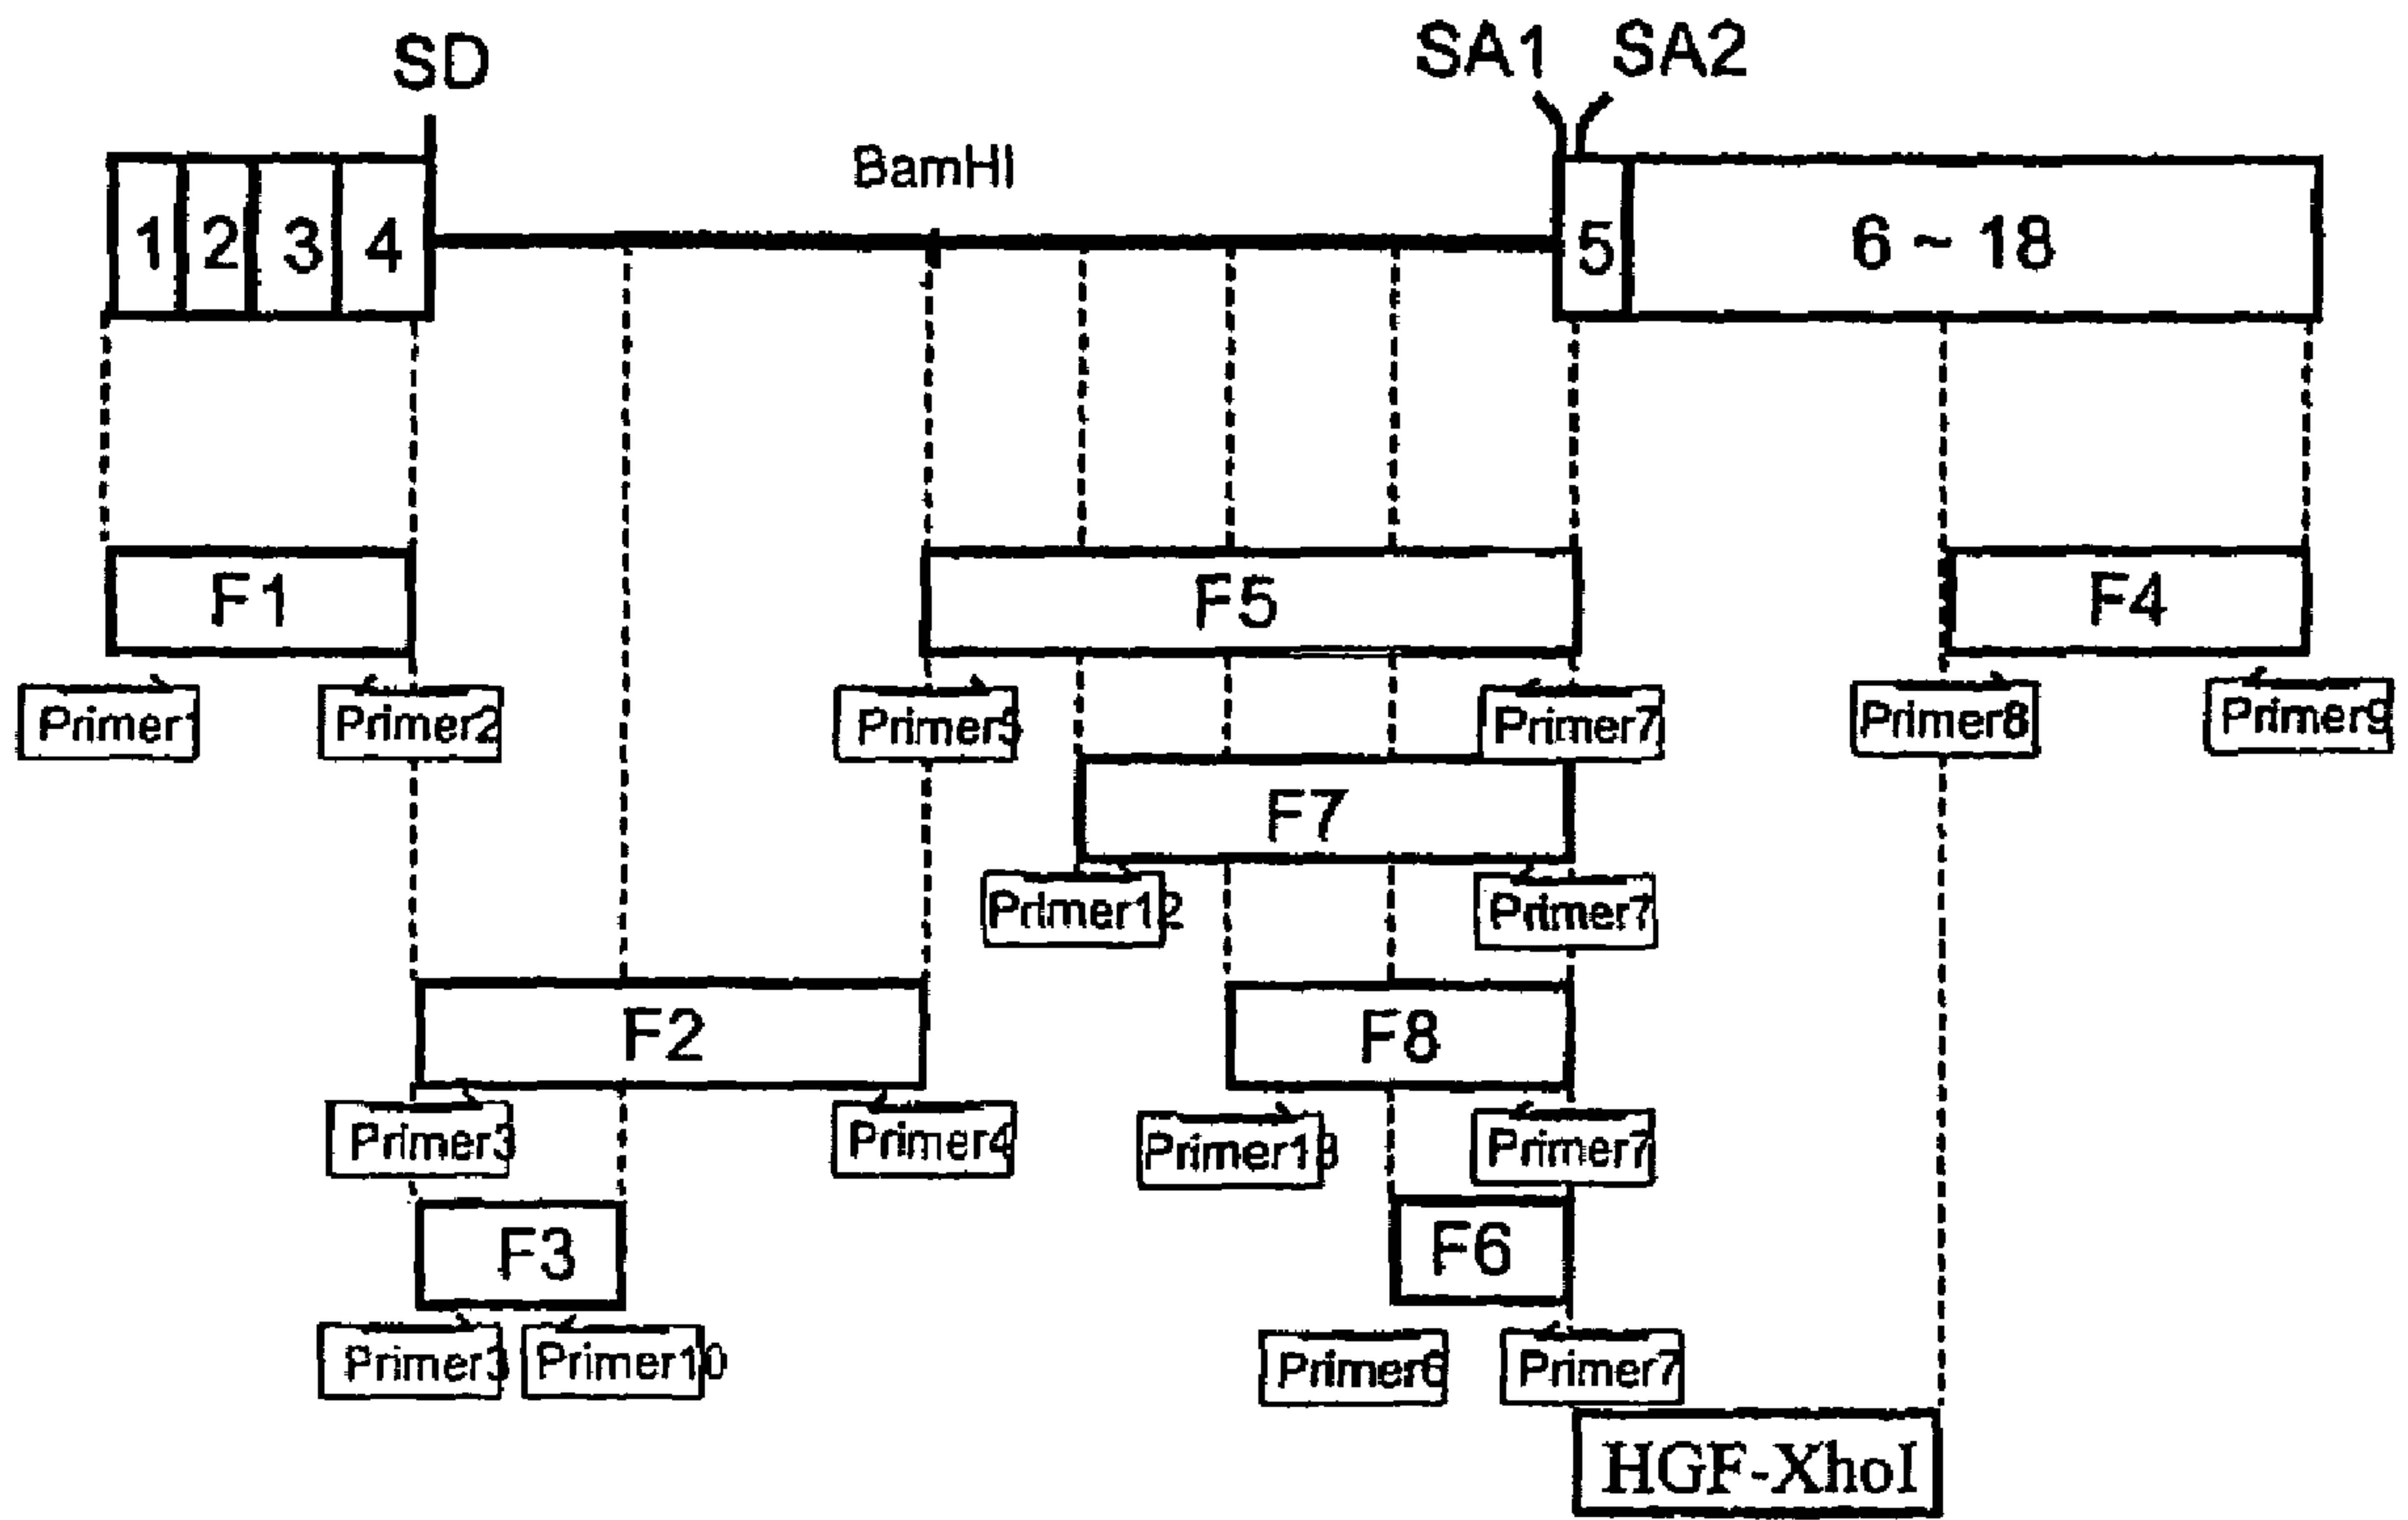 SD
SA1 SA2
BamHI
1 2 3 4
5 6 ~ 18
F1 F5 F4
Primer1 Primer2 Primer5 Primer7 Primer8 Primer9
F7
Primer12 Primer7
F2 F8
Primer3 Primer4 Primer13 Primer7
F3 F6
Primer3 Primer10 Primer6 Primer7
HGF-XhoI